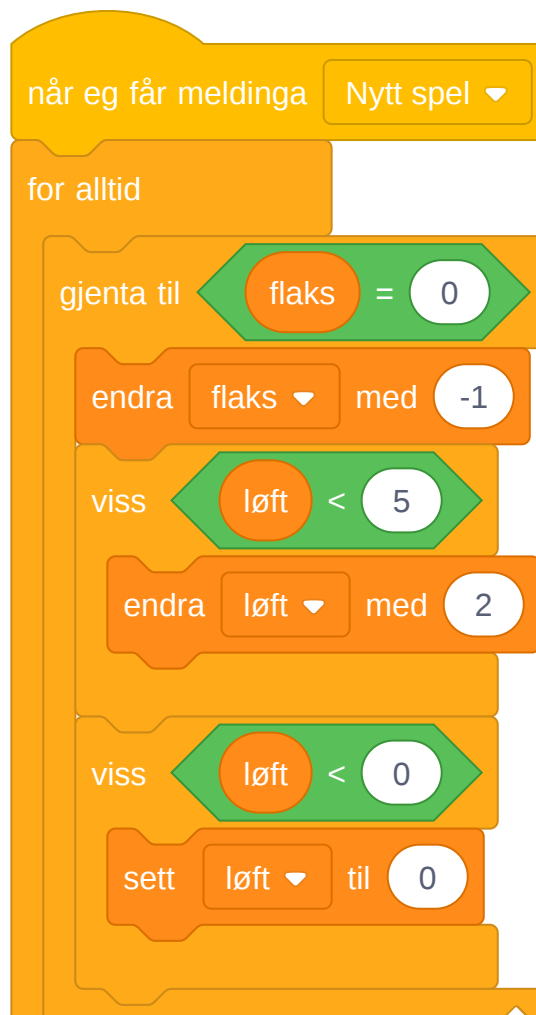 når eg får meldinga Nytt spel
for alltid
gjenta til flaks = 0
endra flaks med -1
viss løft < 5
endra løft med 2
viss løft < 0
sett løft til 0